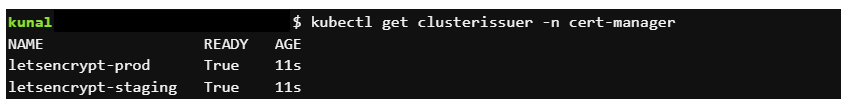 kunal $ kubectl get clusterissuer -n cert-manager
NAME READY AGE
letsencrypt-prod True 11s
letsencrypt-staging True 11s